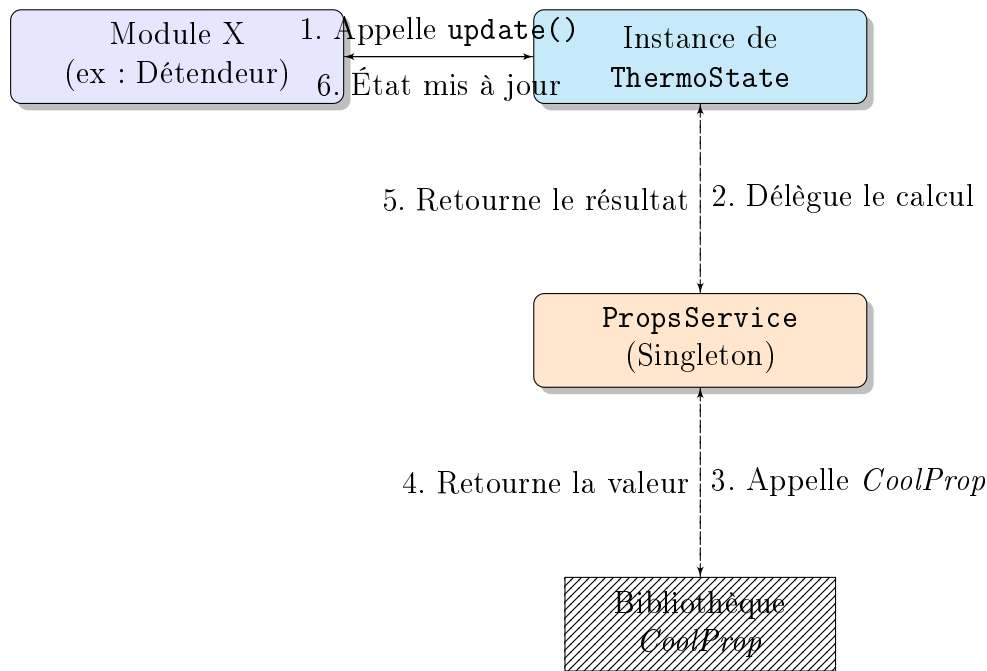 Module X
(ex : Détendeur)
1. Appelle update()
6. État mis à jour
Instance de
ThermoState
5. Retourne le résultat
2. Délègue le calcul
PropsService
(Singleton)
4. Retourne la valeur
3. Appelle CoolProp
Bibliothèque
CoolProp